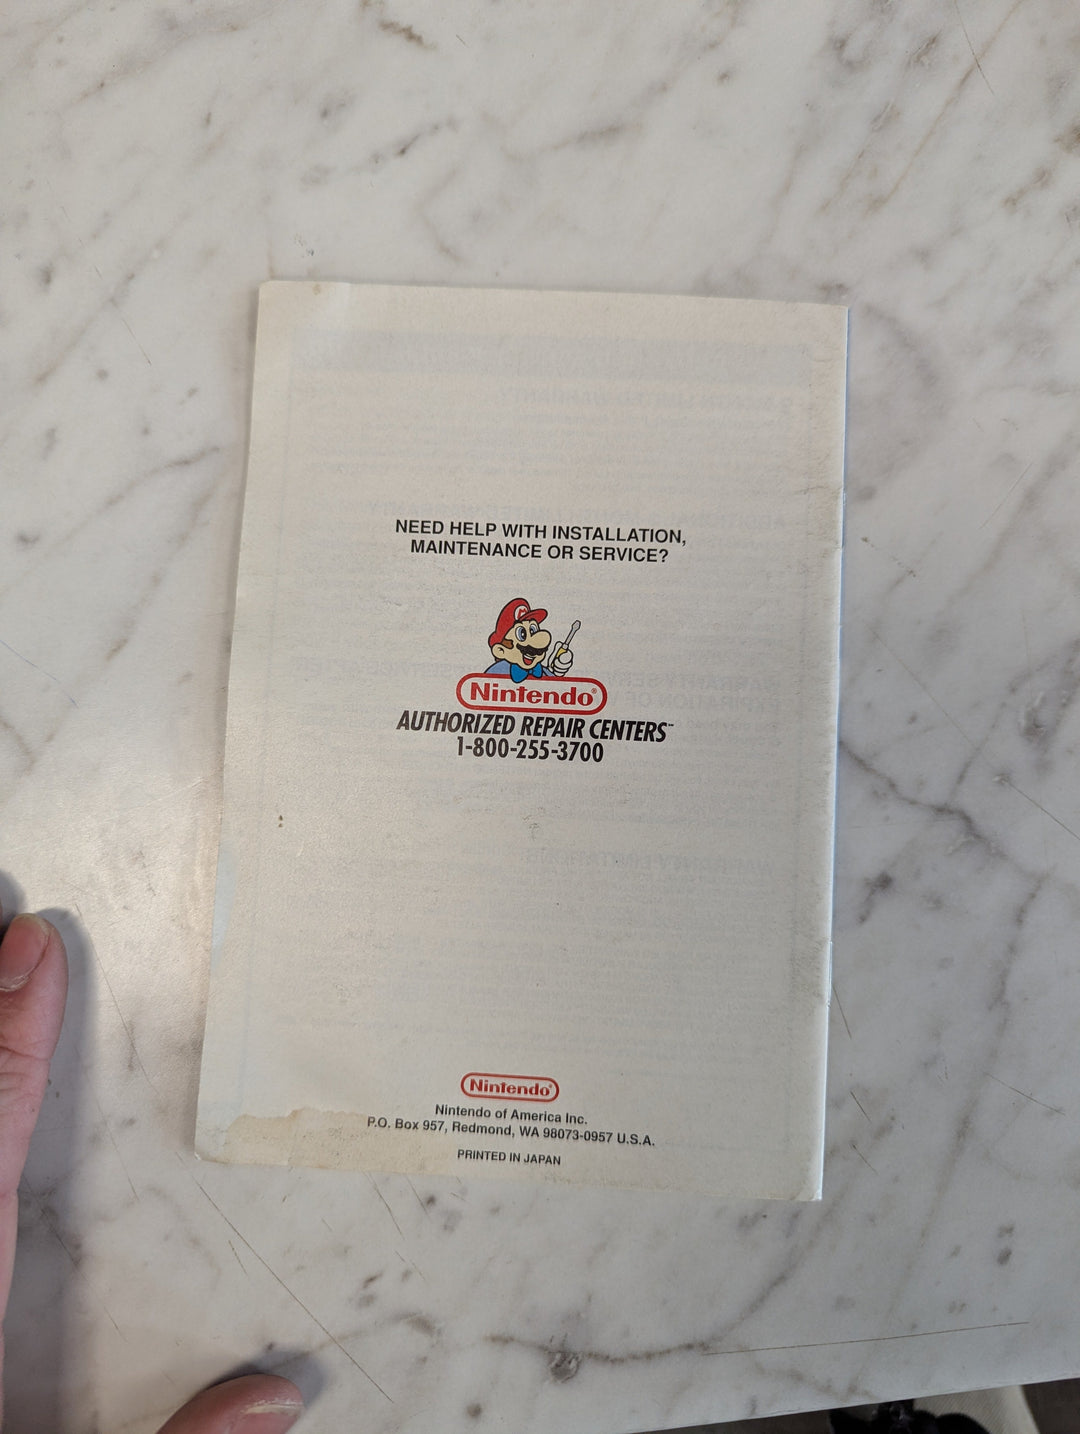 NEED HELP WITH INSTALLATION,
MAINTENANCE OR SERVICE?
M
Nintendo®
AUTHORIZED REPAIR CENTERS™
1-800-255-3700
Nintendo®
Nintendo of America Inc.
P.O. Box 957, Redmond, WA 98073-0957 U.S.A.
PRINTED IN JAPAN